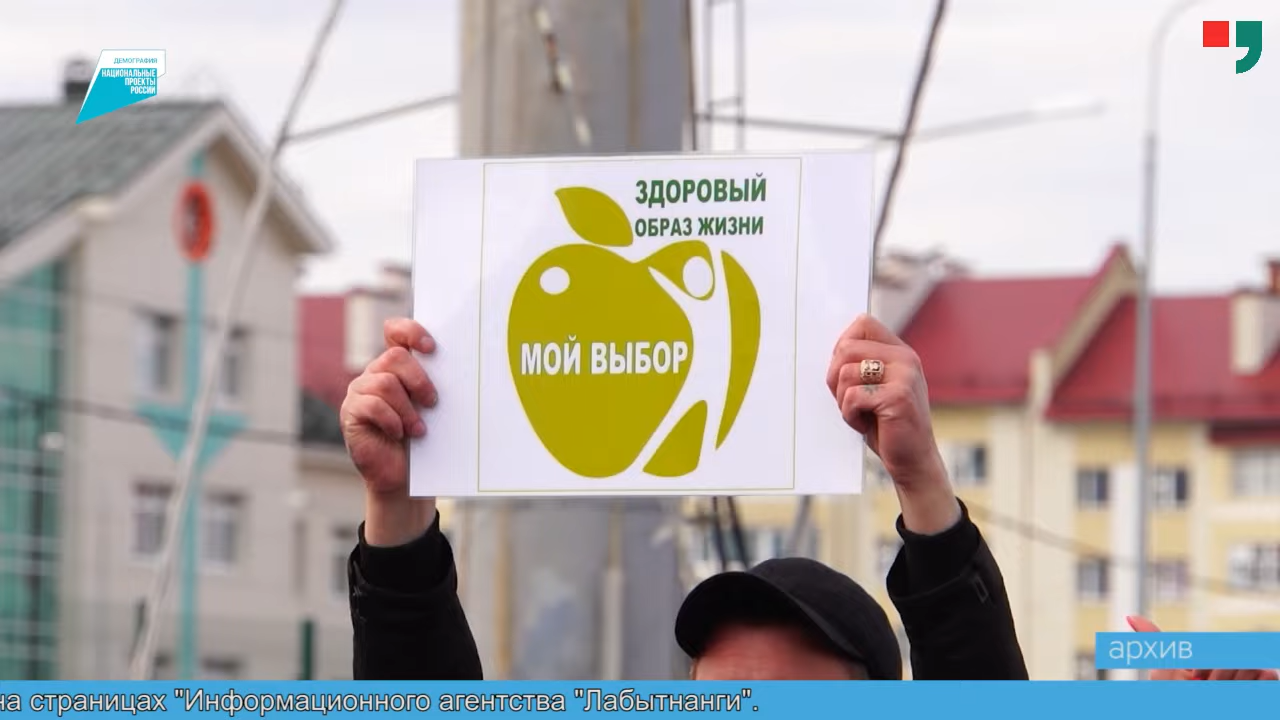 ДЕМОГРАФИЯ
НАЦИОНАЛЬНЫЕ
ПРОЕКТЫ
РОССИИ
ЗДОРОВЫЙ
ОБРАЗ ЖИЗНИ
МОЙ ВЫБОР
архив
на страницах "Информационного агентства "Лабытнанги".